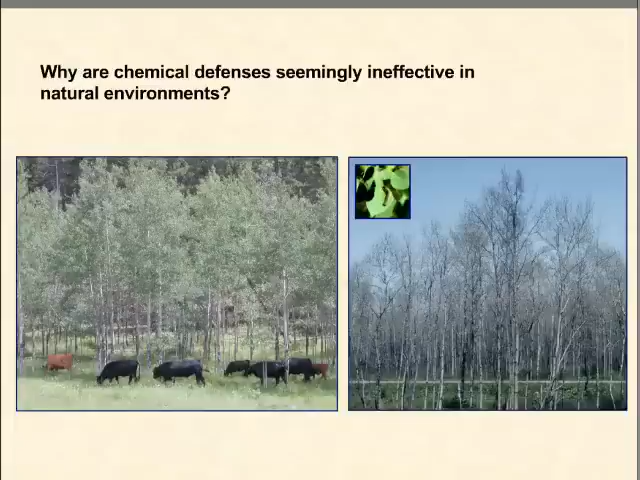 Why are chemical defenses seemingly ineffective in
natural environments?